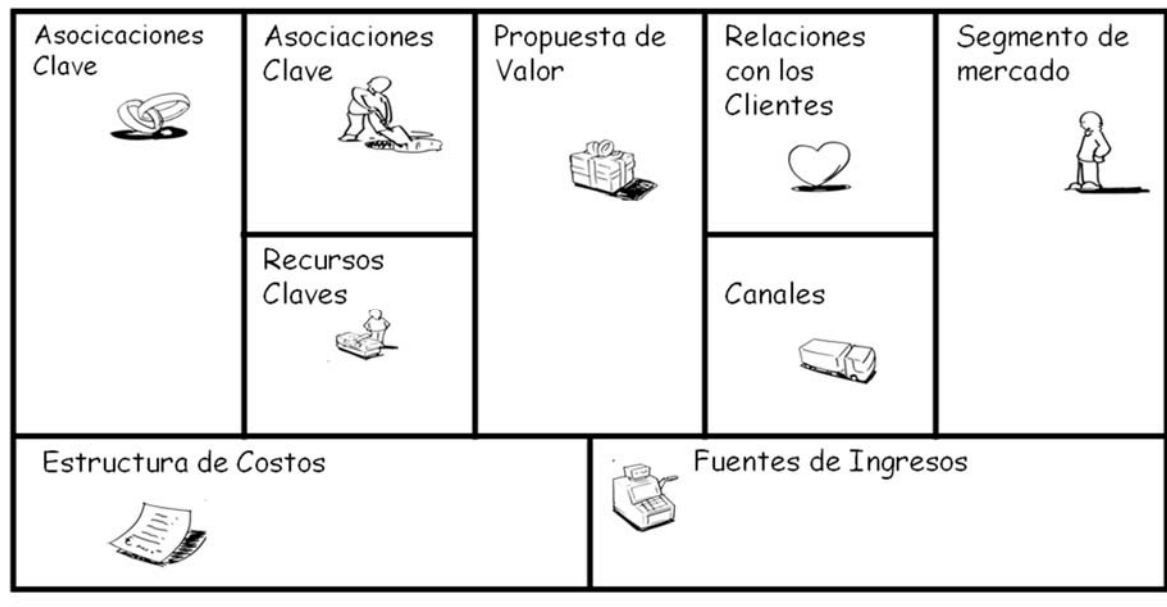 Asocicaciones
Clave
Asociaciones
Clave
Propuesta de
Valor
Relaciones
con los
Clientes
Segmento de
mercado
Recursos
Claves
Canales
Estructura de Costos
Fuentes de Ingresos